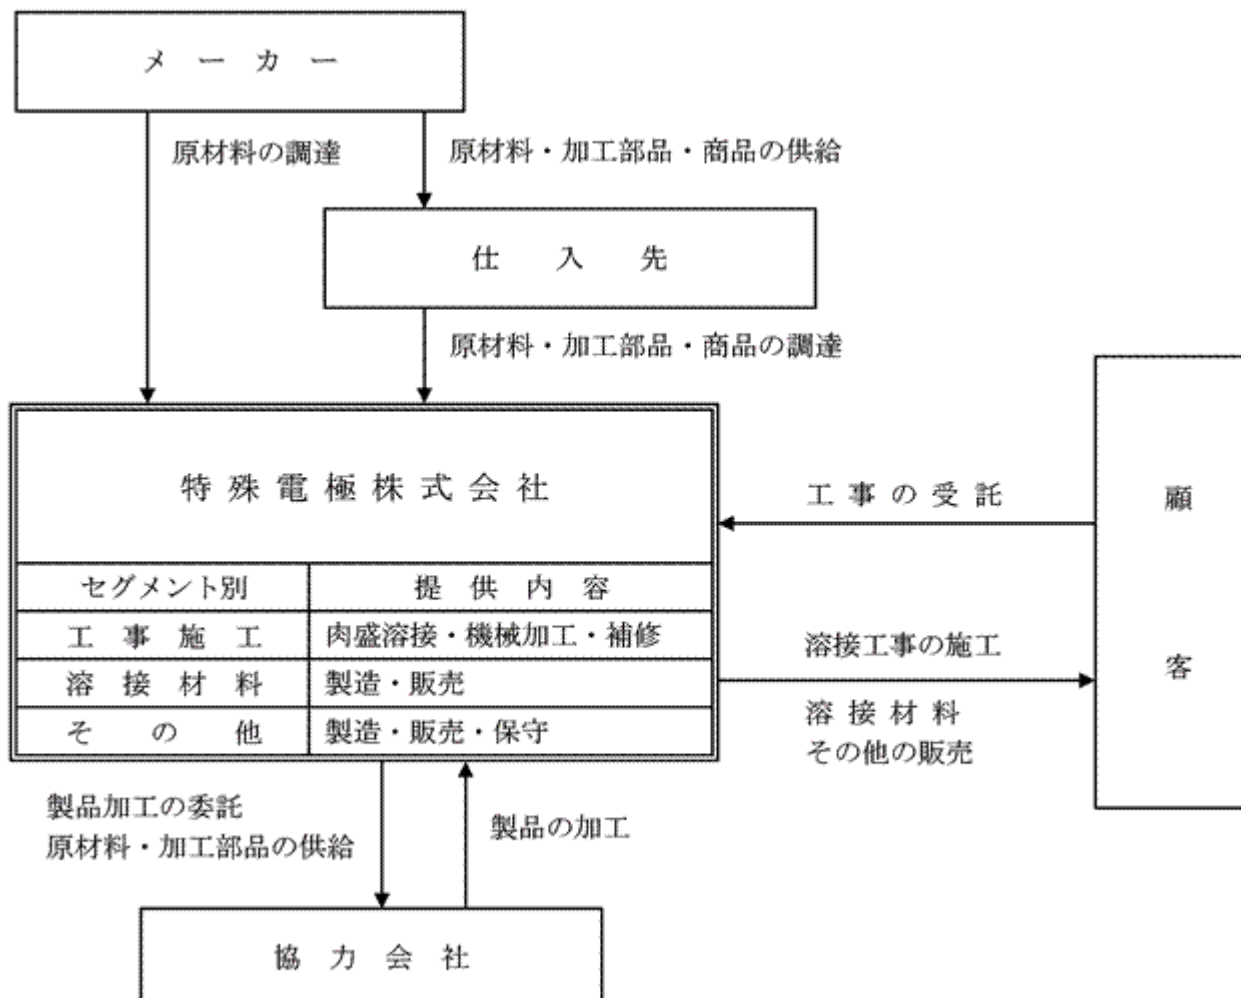 メーカー
原材料の調達
原材料・加工部品・商品の供給
仕入先
原材料・加工部品・商品の調達
特殊電極株式会社
セグメント別
提供内容
工事施工
肉盛溶接・機械加工・補修
溶接材料
製造・販売
その他
製造・販売・保守
工事の受託
溶接工事の施工
溶接材料
その他の販売
顧客
製品加工の委託
原材料・加工部品の供給
製品の加工
協力会社